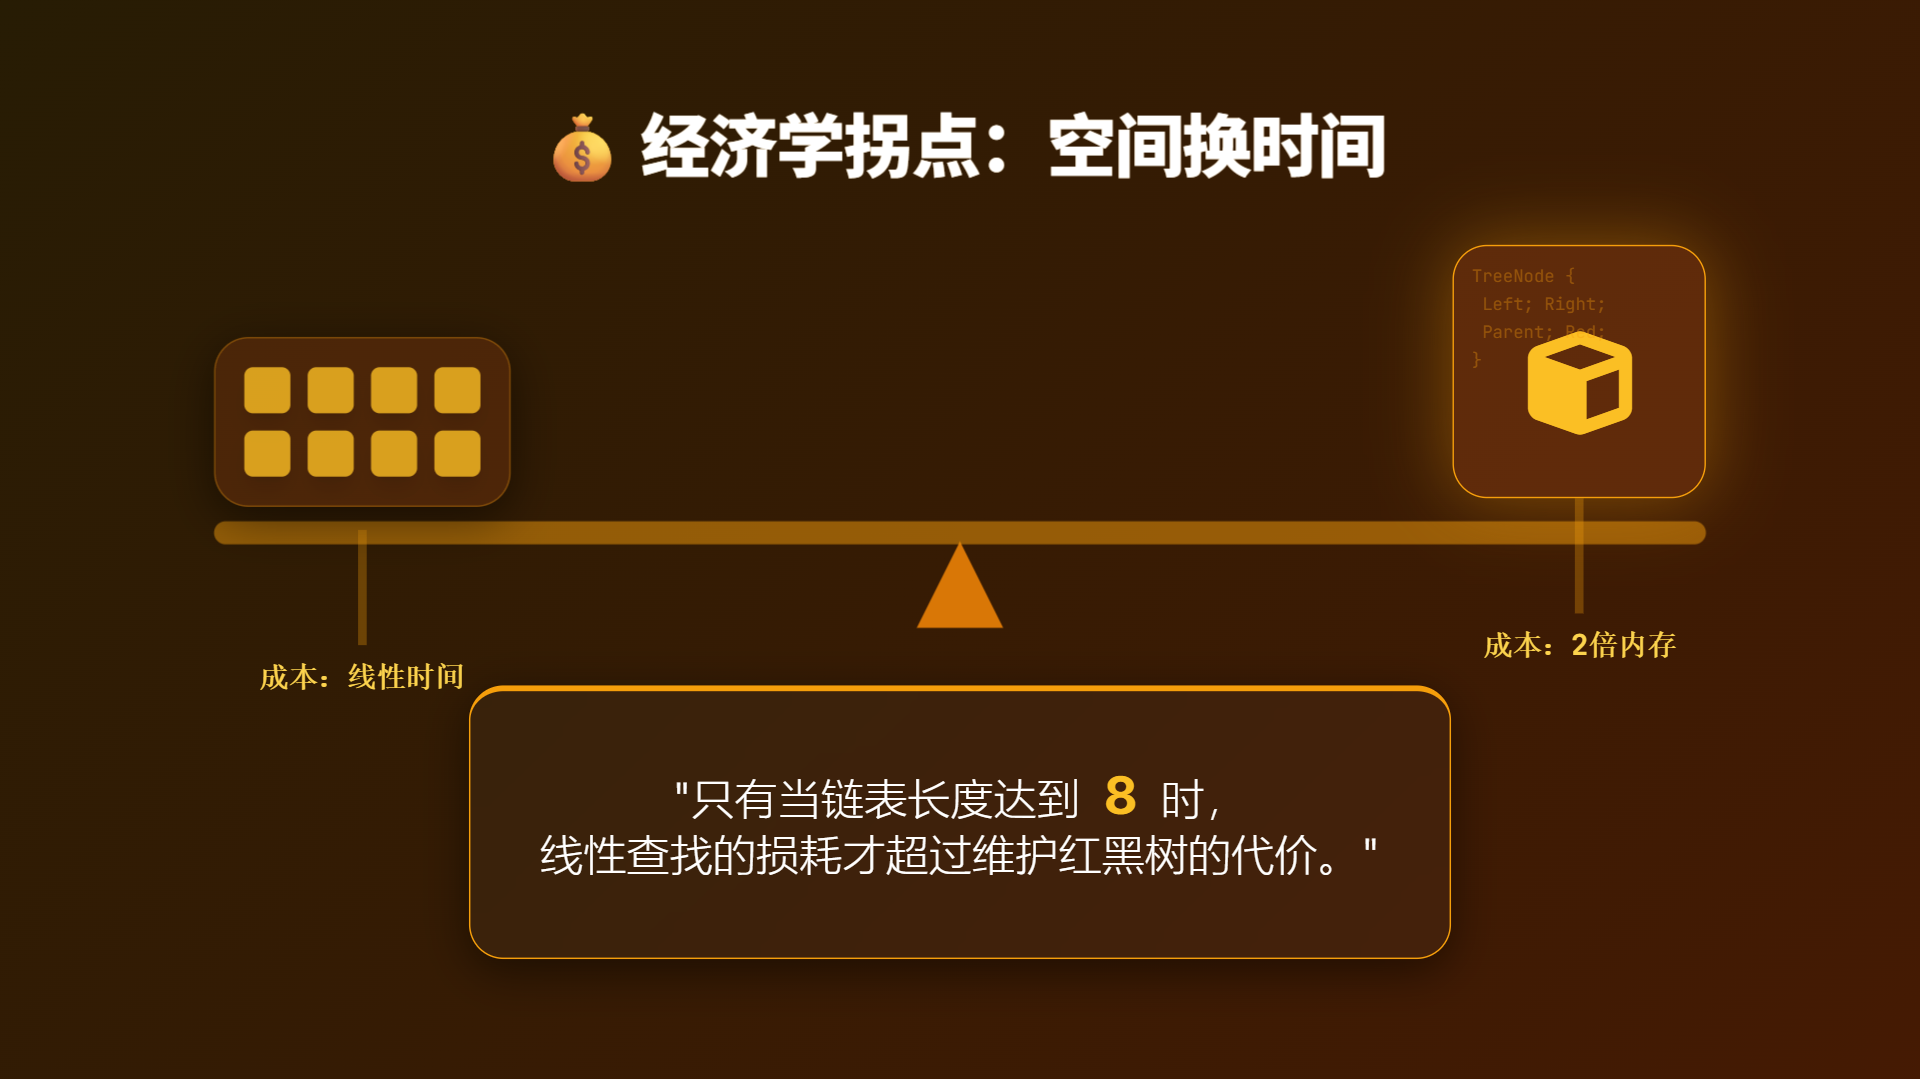 💰 经济学拐点：空间换时间
TreeNode {
Left; Right;
Parent; Red;
}
成本：线性时间
成本：2倍内存
"只有当链表长度达到 8 时，
线性查找的损耗才超过维护红黑树的代价。"